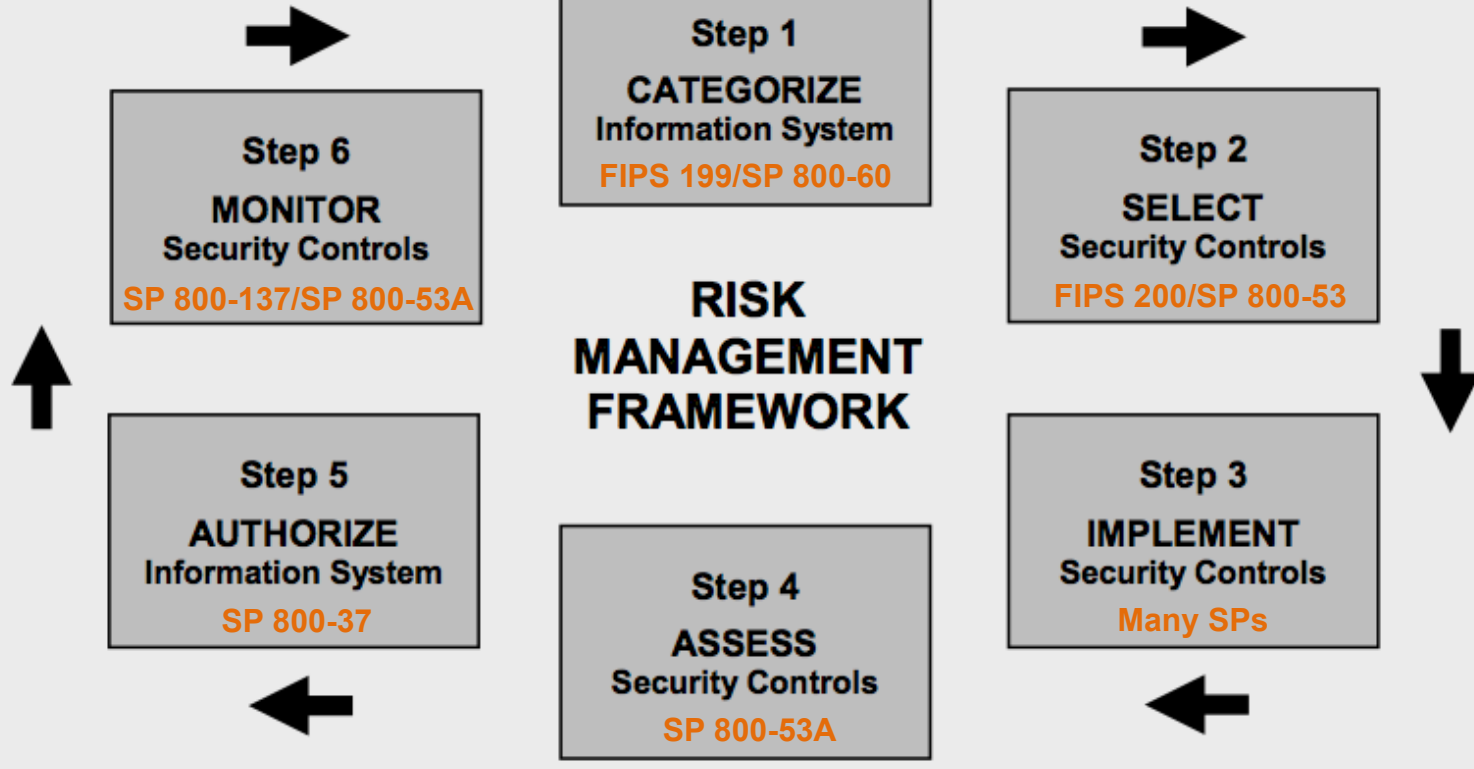 Step 1
CATEGORIZE
Information System
FIPS 199/SP 800-60
Step 2
SELECT
Security Controls
FIPS 200/SP 800-53
Step 3
IMPLEMENT
Security Controls
Many SPs
Step 4
ASSESS
Security Controls
SP 800-53A
Step 5
AUTHORIZE
Information System
SP 800-37
Step 6
MONITOR
Security Controls
SP 800-137/SP 800-53A
RISK
MANAGEMENT
FRAMEWORK